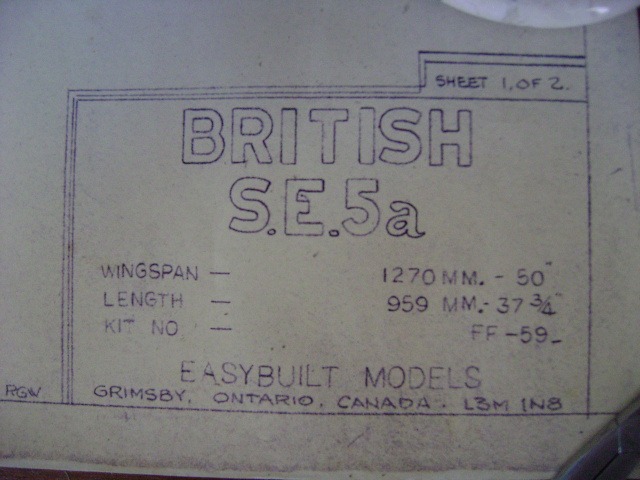 SHEET 1, OF 2.
BRITISH
S.E.5a
WINGSPAN — 1270 MM. - 50"
LENGTH — 959 MM. - 37 3/4"
KIT NO — FF-59-
EASYBUILT MODELS
RGW GRIMSBY, ONTARIO, CANADA. L3M 1N8